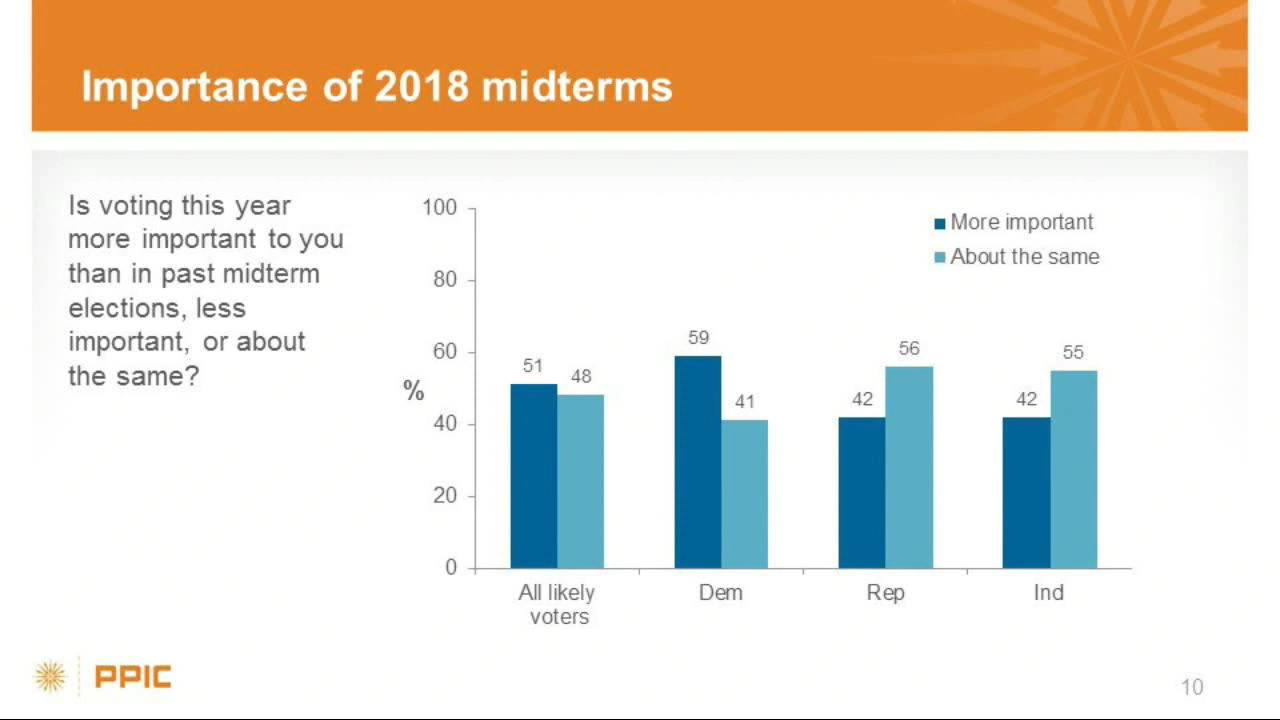 Importance of 2018 midterms
Is voting this year
more important to you
than in past midterm
elections, less
important, or about
the same?
%
100
80
60
40
20
0
More important
About the same
51
48
59
41
42
56
42
55
All likely
voters
Dem
Rep
Ind
PPIC
10